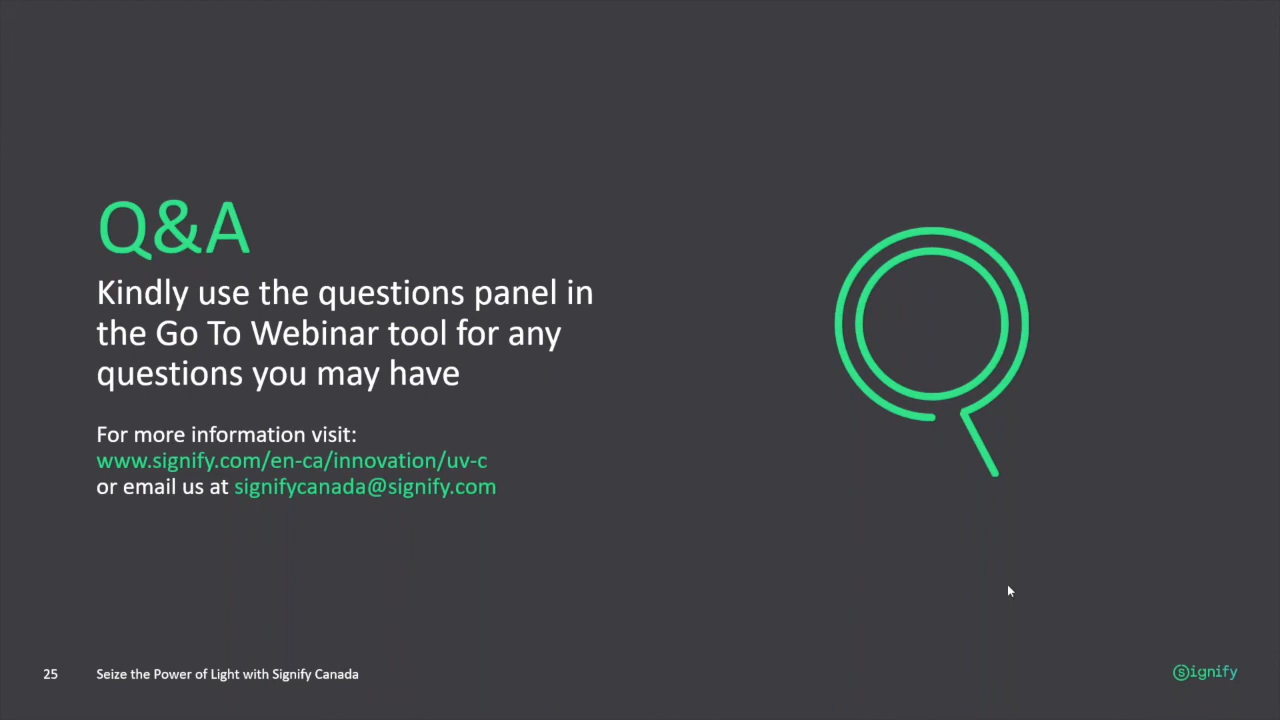 Q&A
Kindly use the questions panel in
the Go To Webinar tool for any
questions you may have
For more information visit:
www.signify.com/en-ca/innovation/uv-c
or email us at signifycanada@signify.com
25 Seize the Power of Light with Signify Canada
Signify